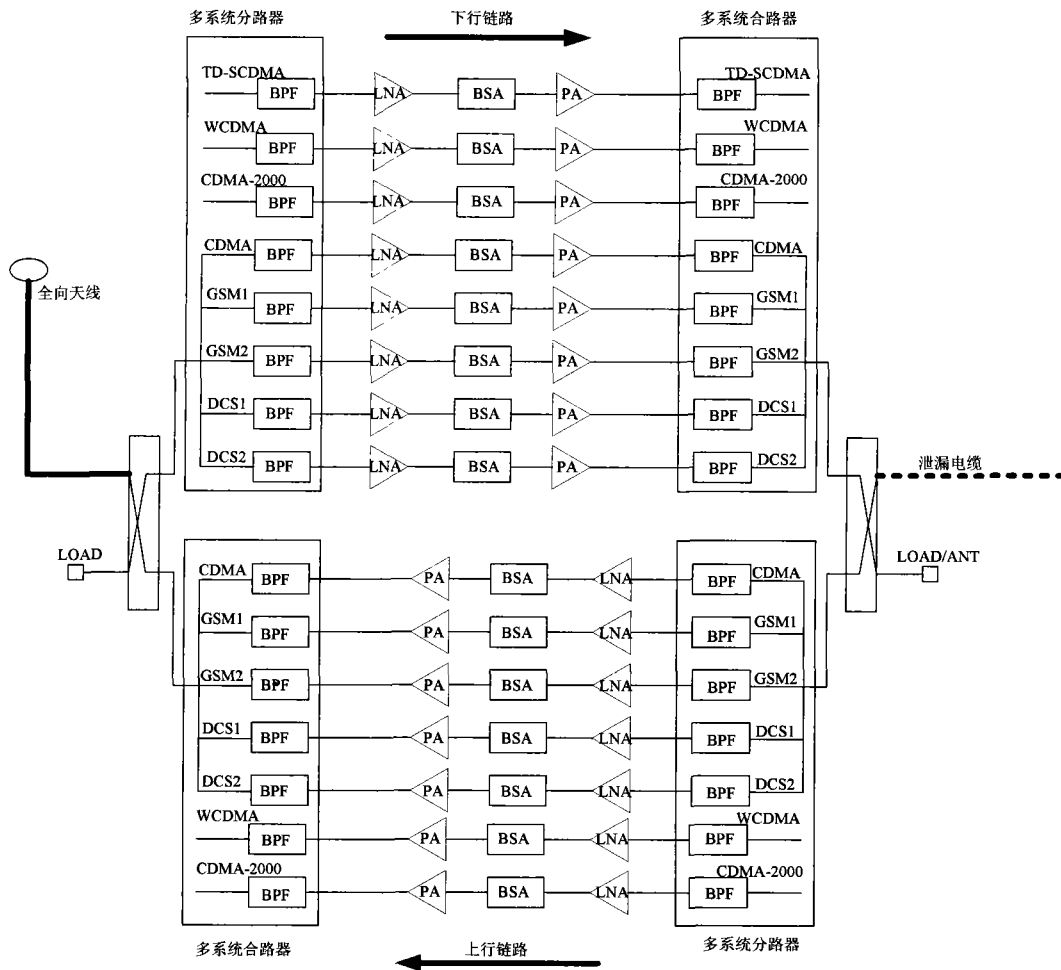 多系统分路器 下行链路 多系统合路器
TD-SCDMA BPF LNA BSA PA BPF TD-SCDMA
WCDMA BPF LNA BSA PA BPF WCDMA
CDMA-2000 BPF LNA BSA PA BPF CDMA-2000
CDMA BPF LNA BSA PA BPF CDMA
全向天线
GSM1 BPF LNA BSA PA BPF GSM1
GSM2 BPF LNA BSA PA BPF GSM2
DCS1 BPF LNA BSA PA BPF DCS1
DCS2 BPF LNA BSA PA BPF DCS2
泄漏电缆
LOAD LOAD/ANT
CDMA BPF PA BSA LNA BPF CDMA
GSM1 BPF PA BSA LNA BPF GSM1
GSM2 BPF PA BSA LNA BPF GSM2
DCS1 BPF PA BSA LNA BPF DCS1
DCS2 BPF PA BSA LNA BPF DCS2
WCDMA BPF PA BSA LNA BPF WCDMA
CDMA-2000 BPF PA BSA LNA BPF CDMA-2000
多系统合路器 上行链路 多系统分路器